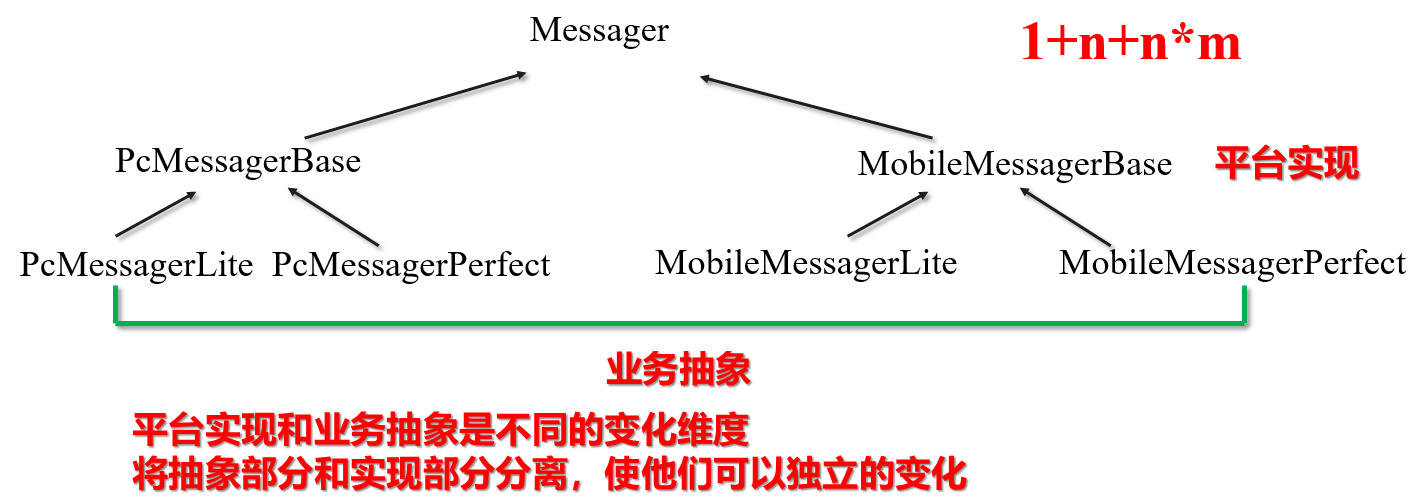 Messager
1+n+n*m
PcMessagerBase
MobileMessagerBase
平台实现
PcMessagerLite
PcMessagerPerfect
MobileMessagerLite
MobileMessagerPerfect
业务抽象
平台实现和业务抽象是不同的变化维度
将抽象部分和实现部分分离，使他们可以独立的变化